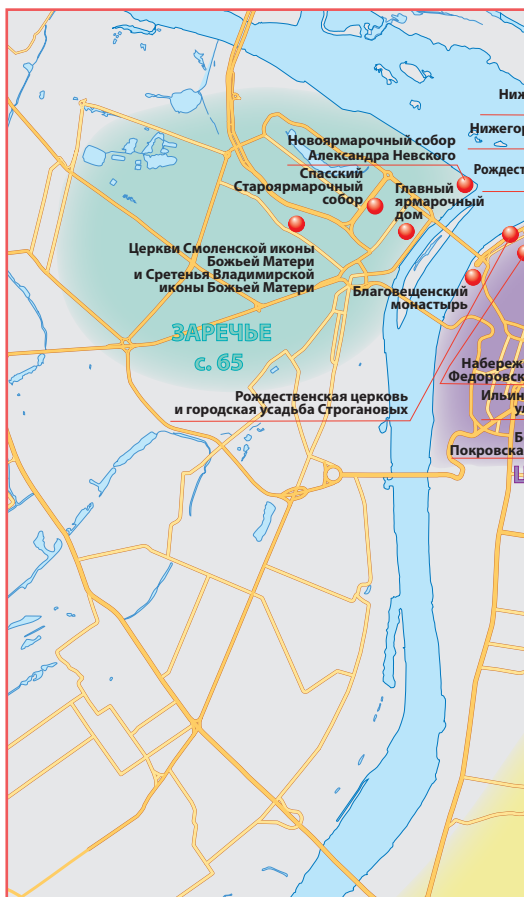 Ниж
Нижегор
Новоярмарочный собор
Александра Невского
Рождест
Спасский
Староярмарочный
собор
Главный
ярмарочный
дом
Церкви Смоленской иконы
Божьей Матери
и Сретенья Владимирской
иконы Божьей Матери
Благовещенский
монастырь
ЗАРЕЧЬЕ
с. 65
Набереж
Федоровск
Рождественская церковь
и городская усадьба Строгановых
Ильин
ул
Б
Покровска
Ц